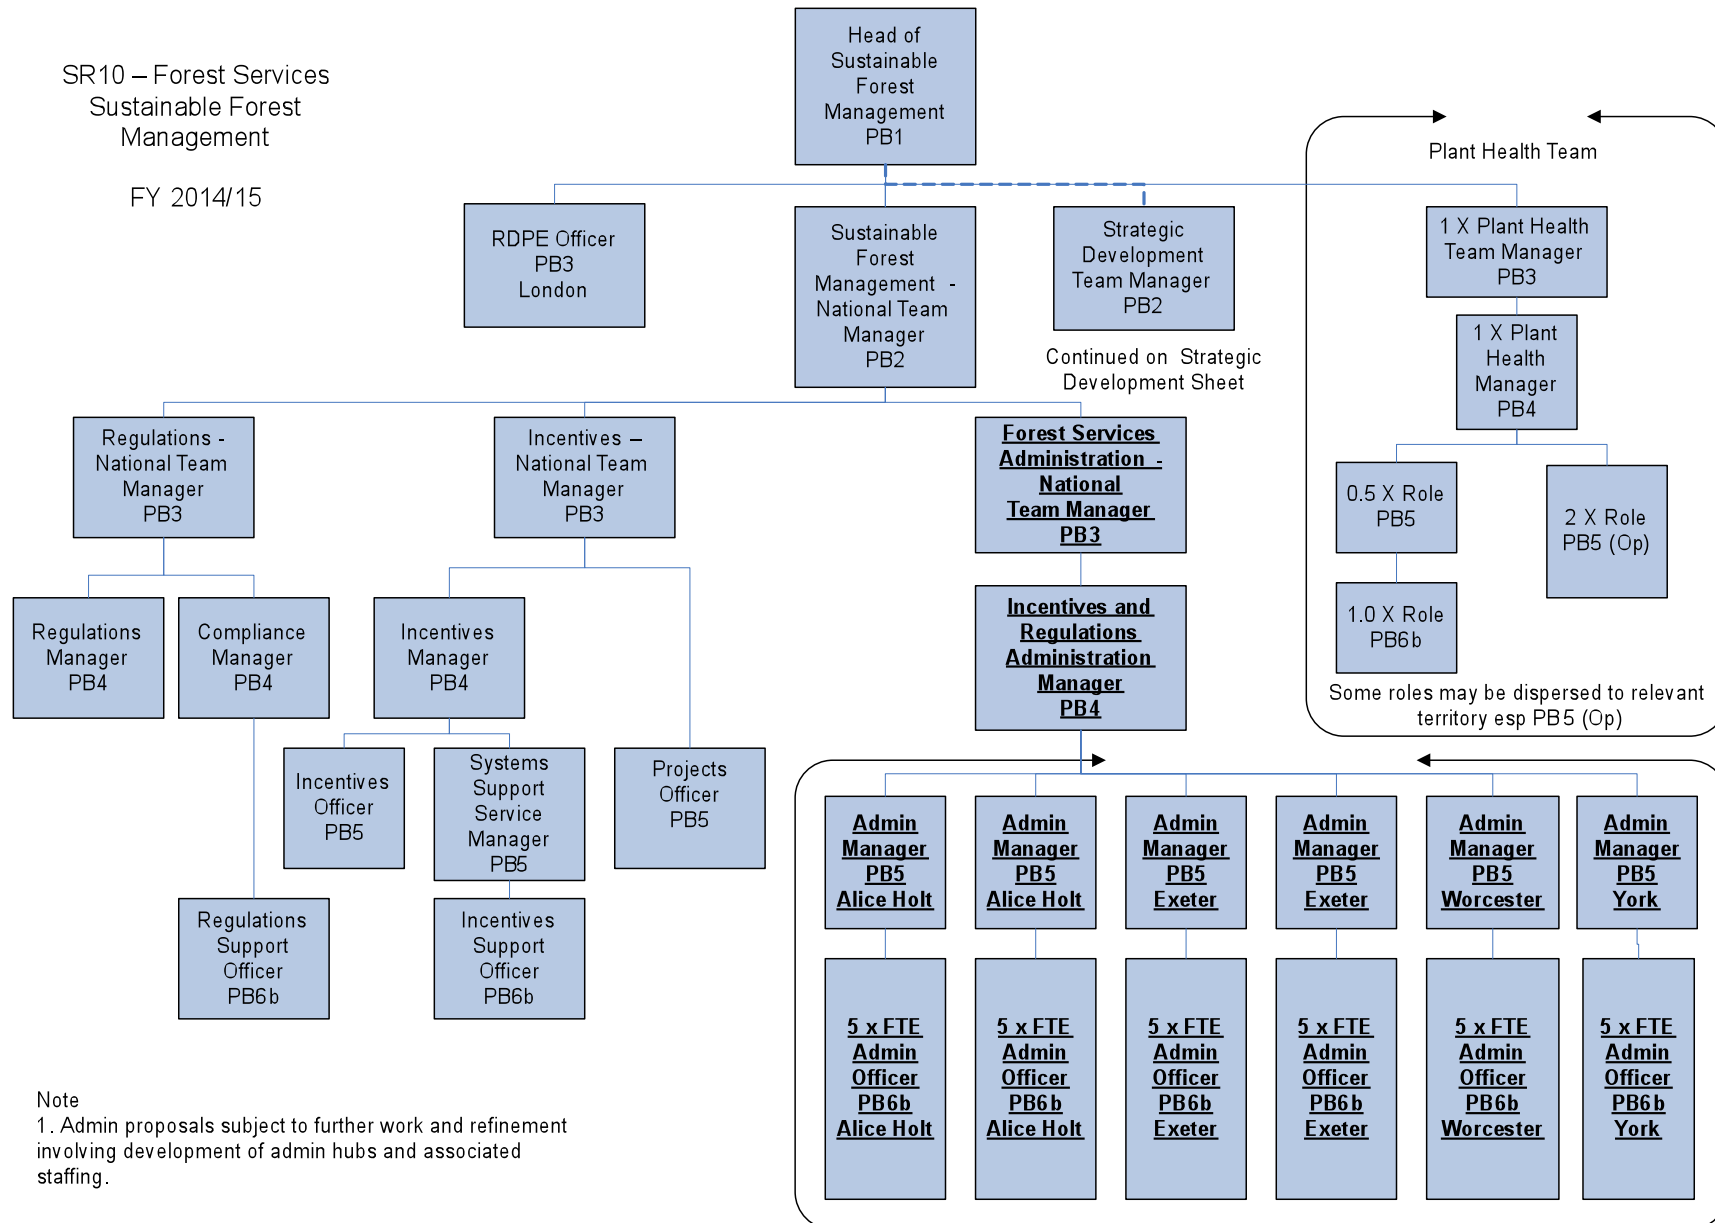 SR10 – Forest Services
Sustainable Forest
Management
FY 2014/15
Head of
Sustainable
Forest
Management
PB1
Plant Health Team
RDPE Officer
PB3
London
Sustainable
Forest
Management -
National Team
Manager
PB2
Strategic
Development
Team Manager
PB2
Continued on Strategic
Development Sheet
1 X Plant Health
Team Manager
PB3
1 X Plant
Health
Manager
PB4
0.5 X Role
PB5
2 X Role
PB5 (Op)
1.0 X Role
PB6b
Some roles may be dispersed to relevant
territory esp PB5 (Op)
Regulations -
National Team
Manager
PB3
Incentives –
National Team
Manager
PB3
Forest Services
Administration -
National
Team Manager
PB3
Regulations
Manager
PB4
Compliance
Manager
PB4
Incentives
Manager
PB4
Incentives and
Regulations
Administration
Manager
PB4
Incentives
Officer
PB5
Systems
Support
Service
Manager
PB5
Projects
Officer
PB5
Regulations
Support
Officer
PB6b
Incentives
Support
Officer
PB6b
Admin
Manager
PB5
Alice Holt
Admin
Manager
PB5
Alice Holt
Admin
Manager
PB5
Exeter
Admin
Manager
PB5
Exeter
Admin
Manager
PB5
Worcester
Admin
Manager
PB5
York
5 x FTE
Admin
Officer
PB6b
Alice Holt
5 x FTE
Admin
Officer
PB6b
Alice Holt
5 x FTE
Admin
Officer
PB6b
Exeter
5 x FTE
Admin
Officer
PB6b
Exeter
5 x FTE
Admin
Officer
PB6b
Worcester
5 x FTE
Admin
Officer
PB6b
York
Note
1. Admin proposals subject to further work and refinement
involving development of admin hubs and associated
staffing.